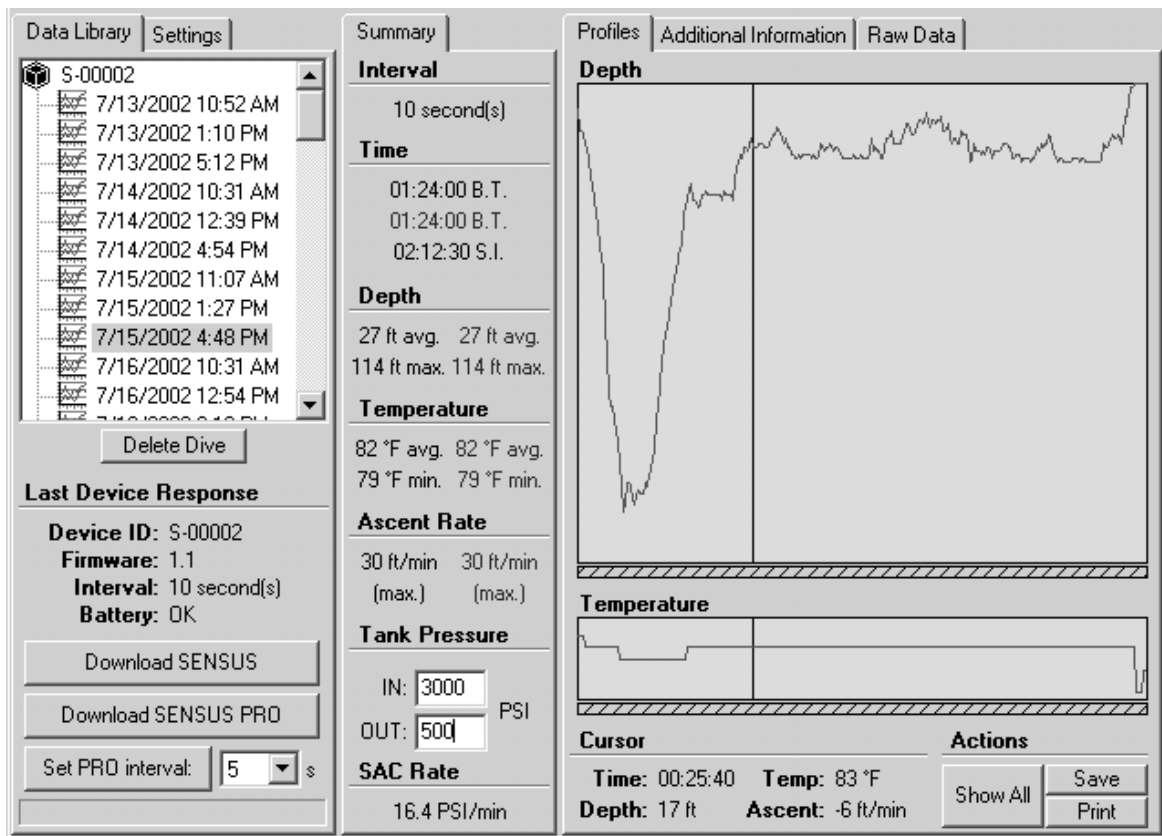 Data Library
Settings
S-00002
7/13/2002 10:52 AM
7/13/2002 1:10 PM
7/13/2002 5:12 PM
7/14/2002 10:31 AM
7/14/2002 12:39 PM
7/14/2002 4:54 PM
7/15/2002 11:07 AM
7/15/2002 1:27 PM
7/15/2002 4:48 PM
7/16/2002 10:31 AM
7/16/2002 12:54 PM
Delete Dive
Last Device Response
Device ID: S-00002
Firmware: 1.1
Interval: 10 second(s)
Battery: OK
Download SENSUS
Download SENSUS PRO
Set PRO interval: 5 s
Summary
Interval
10 second(s)
Time
01:24:00 B.T.
01:24:00 B.T.
02:12:30 S.I.
Depth
27 ft avg. 27 ft avg.
114 ft max. 114 ft max.
Temperature
82 °F avg. 82 °F avg.
79 °F min. 79 °F min.
Ascent Rate
30 ft/min 30 ft/min
(max.) (max.)
Tank Pressure
IN: 3000
PSI
OUT: 500
SAC Rate
16.4 PSI/min
Profiles
Additional Information
Raw Data
Depth
Temperature
Cursor
Time: 00:25:40 Temp: 83 °F
Depth: 17 ft Ascent: -6 ft/min
Actions
Show All
Save
Print